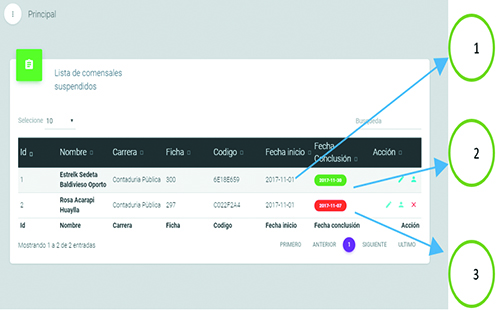 Principal
1
Lista de comensales
suspendidos
Selecione 10
Busqueda
2
Id Nombre Carrera Ficha Codigo Fecha inicio Fecha Conclusión Acción
1 Estreik Sedeta Baldivieso Oporto Contaduria Pública 300 6E18E659 2017-11-01 2017-11-30
2 Rosa Acarapi Huaylla Contaduria Pública 297 C022F2A4 2017-11-01 2017-11-07
Id Nombre Carrera Ficha Codigo Fecha inicio Fecha conclusión Acción
Mostrando 1 a 2 de 2 entradas
PRIMERO ANTERIOR 1 SIGUIENTE ULTIMO
3